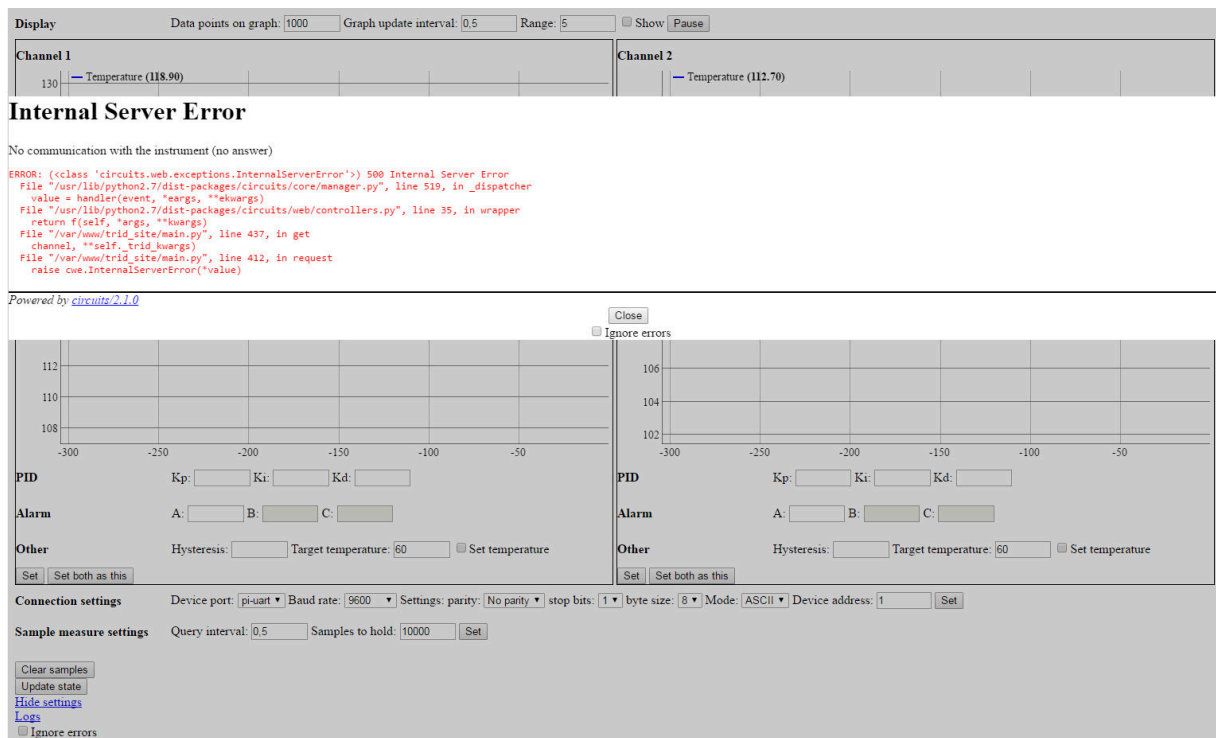 Display Data points on graph: 1000 Graph update interval: 0,5 Range: 5 Show Pause
Channel 1 Channel 2
Temperature (118.90) Temperature (112.70)
130
Internal Server Error
No communication with the instrument (no answer)
ERROR: (<class 'circuits.web.exceptions.InternalServerError'>) 500 Internal Server Error
File "/usr/lib/python2.7/dist-packages/circuits/core/manager.py", line 519, in _dispatcher
value = handler(event, *eargs, **ekwargs)
File "/usr/lib/python2.7/dist-packages/circuits/web/controllers.py", line 35, in wrapper
return f(self, *args, **kwargs)
File "/var/www/trid_site/main.py", line 437, in get
channel, **self._trid_kwargs)
File "/var/www/trid_site/main.py", line 412, in request
raise cwe.InternalServerError(*value)
Powered by circuits/2.1.0
Close
Ignore errors
112 106
110 104
108 102
-300 -250 -200 -150 -100 -50 -300 -250 -200 -150 -100 -50
PID Kp: Ki: Kd: PID Kp: Ki: Kd:
Alarm A: B: C: Alarm A: B: C:
Other Hysteresis: Target temperature: 60 Set temperature Other Hysteresis: Target temperature: 60 Set temperature
Set Set both as this Set Set both as this
Connection settings Device port: pi-uart Baud rate: 9600 Settings: parity: No parity stop bits: 1 byte size: 8 Mode: ASCII Device address: 1 Set
Sample measure settings Query interval: 0,5 Samples to hold: 10000 Set
Clear samples
Update state
Hide settings
Logs
Ignore errors